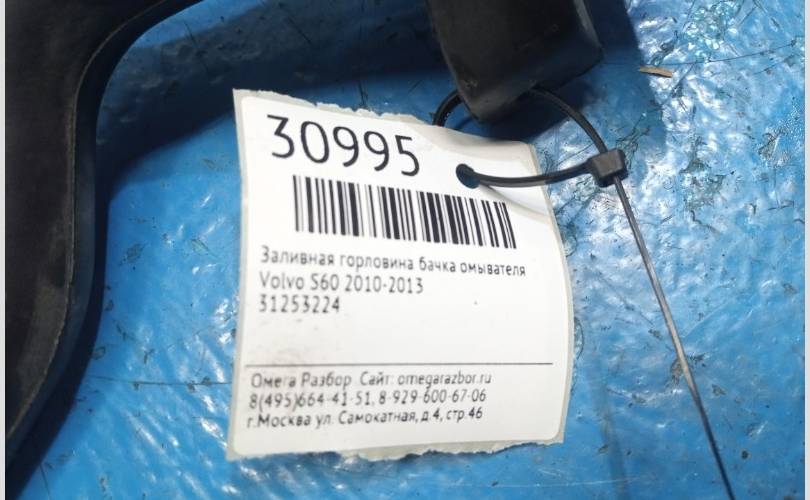 30995
Заливная горловина бачка омывателя
Volvo S60 2010-2013
31253224
Омега Разбор Сайт: omegarazbor.ru
8(495)664-41-51, 8-929-600-67-06
г.Москва ул. Самокатная, д.4, стр.46